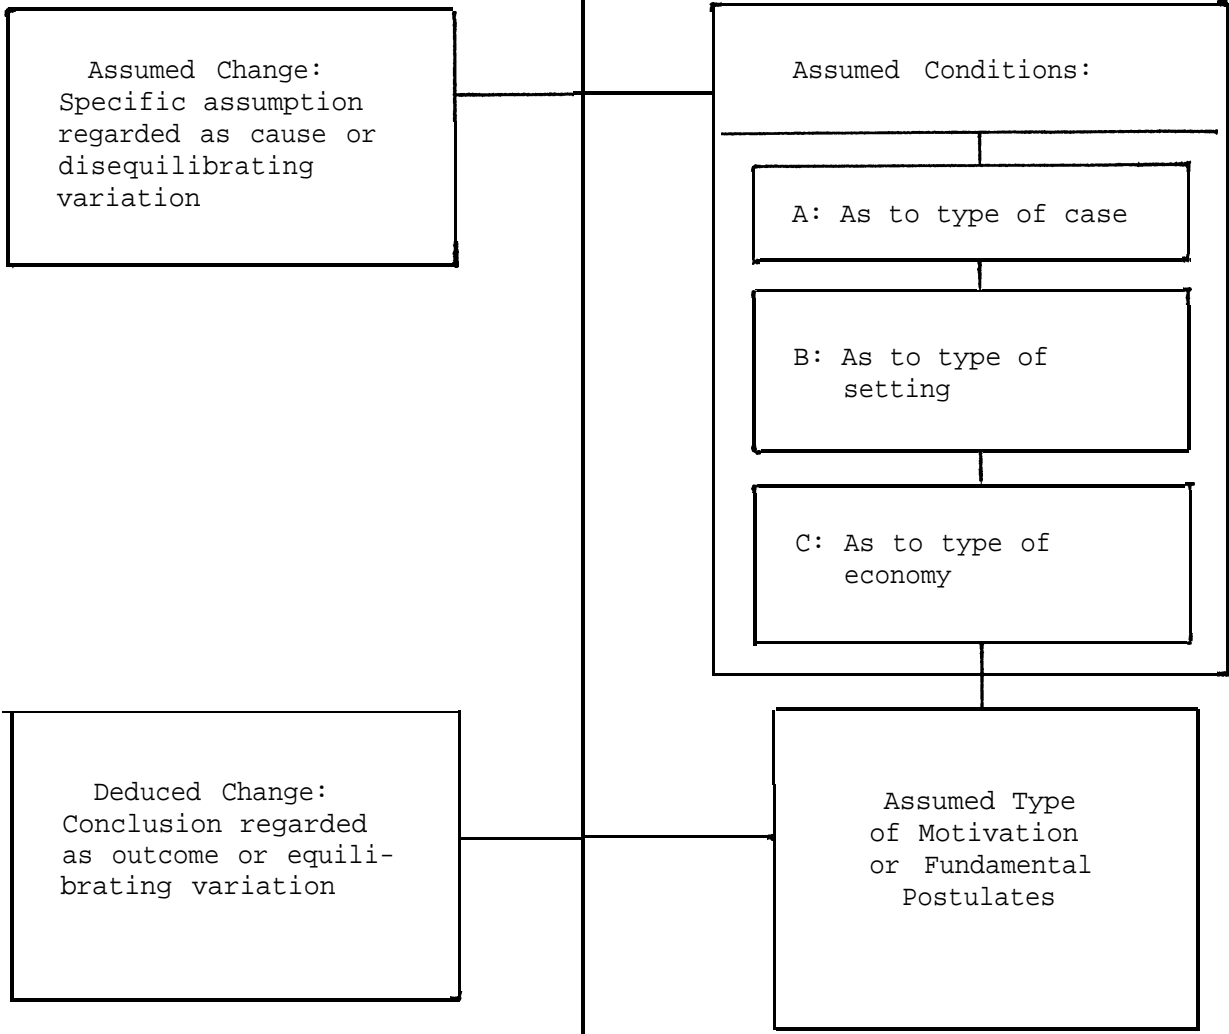 Assumed Change:
Specific assumption
regarded as cause or
disequilibrating
variation
Assumed Conditions:
A: As to type of case
B: As to type of
setting
C: As to type of
economy
Deduced Change:
Conclusion regarded
as outcome or equili-
brating variation
Assumed Type
of Motivation
or Fundamental
Postulates